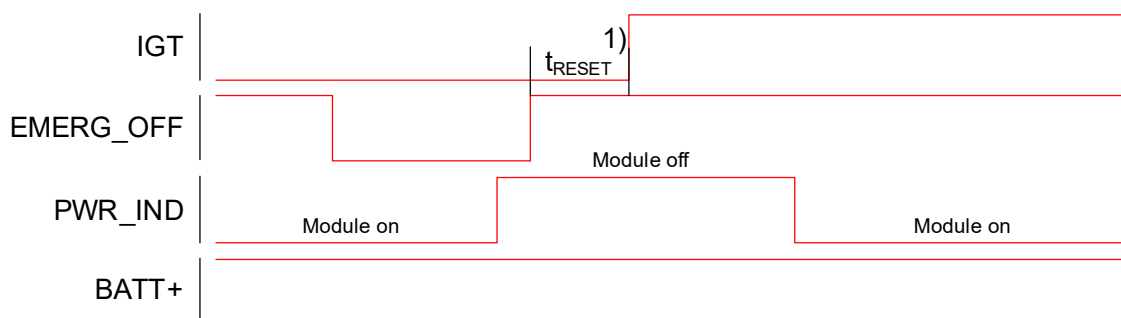 IGT
1)
tRESET
EMERG_OFF
Module off
PWR_IND
Module on
Module on
BATT+